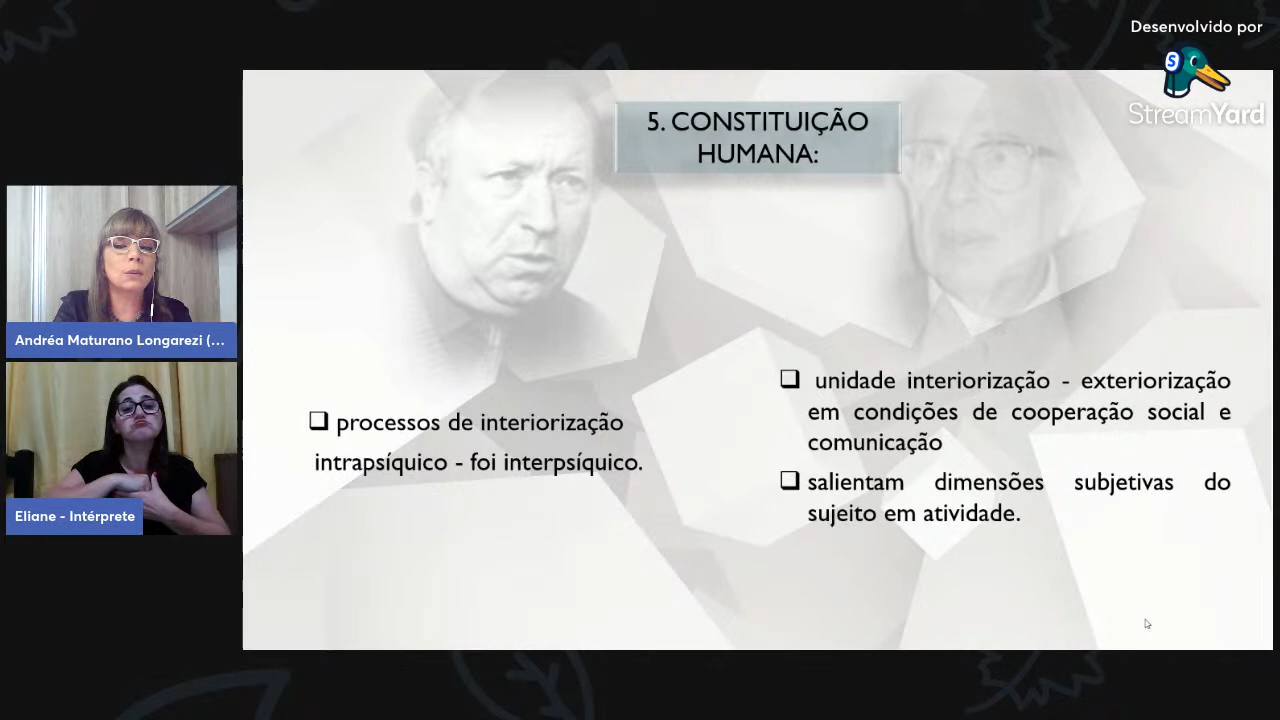 Desenvolvido por
S
StreamYard
5. CONSTITUIÇÃO
HUMANA:
Andréa Maturano Longarezi (...
Eliane - Intérprete
processos de interiorização
intrapsíquico - foi interpsíquico.
unidade interiorização - exteriorização
em condições de cooperação social e
comunicação
salientam dimensões subjetivas do
sujeito em atividade.